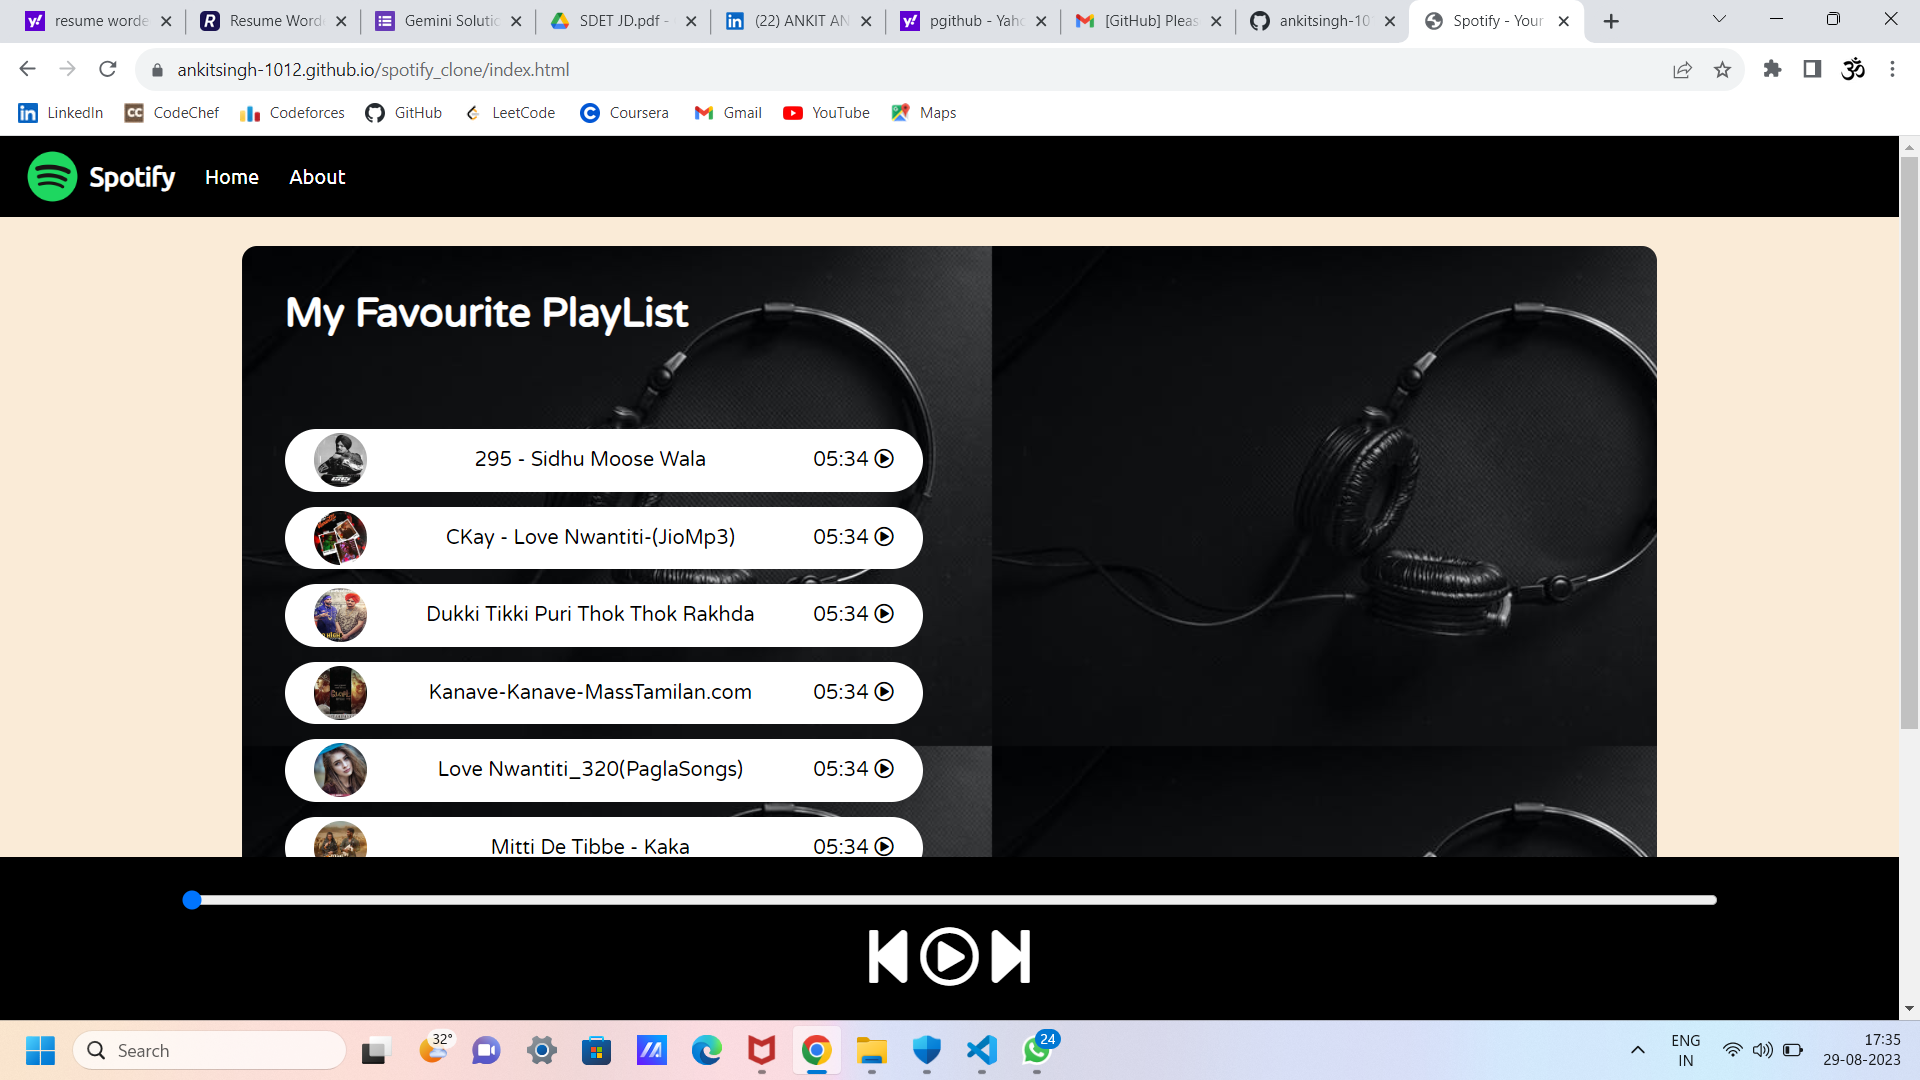 resume worde
Resume Worde
Gemini Solutic
SDET JD.pdf -
(22) ANKIT AN
pgithub - Yaho
[GitHub] Pleas
ankitsingh-10
Spotify - Your
ankitsingh-1012.github.io/spotify_clone/index.html
LinkedIn
CodeChef
Codeforces
GitHub
LeetCode
Coursera
Gmail
YouTube
Maps
Spotify
Home
About
My Favourite PlayList
295 - Sidhu Moose Wala 05:34
CKay - Love Nwantiti-(JioMp3) 05:34
Dukki Tikki Puri Thok Thok Rakhda 05:34
Kanave-Kanave-MassTamilan.com 05:34
Love Nwantiti_320(PaglaSongs) 05:34
Mitti De Tibbe - Kaka 05:34
Search
32°
24
ENG
IN
17:35
29-08-2023